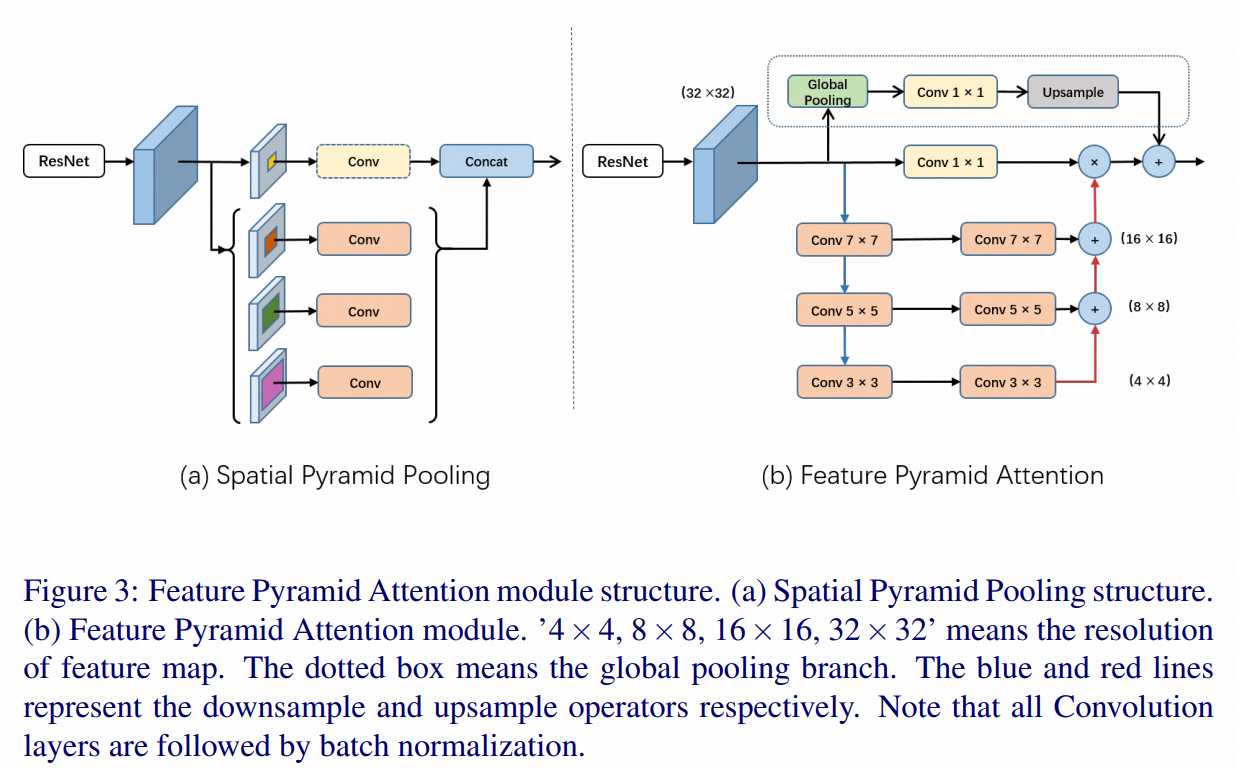 ResNet
Conv
Concat
Conv
Conv
Conv
(a) Spatial Pyramid Pooling
(32 ×32)
Global
Pooling
Conv 1 × 1
Upsample
ResNet
Conv 1 × 1
×
+
Conv 7 × 7
Conv 7 × 7
+
(16 × 16)
Conv 5 × 5
Conv 5 × 5
+
(8 × 8)
Conv 3 × 3
Conv 3 × 3
(4 × 4)
(b) Feature Pyramid Attention
Figure 3: Feature Pyramid Attention module structure. (a) Spatial Pyramid Pooling structure.
(b) Feature Pyramid Attention module. ’4 × 4, 8 × 8, 16 × 16, 32 × 32’ means the resolution
of feature map. The dotted box means the global pooling branch. The blue and red lines
represent the downsample and upsample operators respectively. Note that all Convolution
layers are followed by batch normalization.